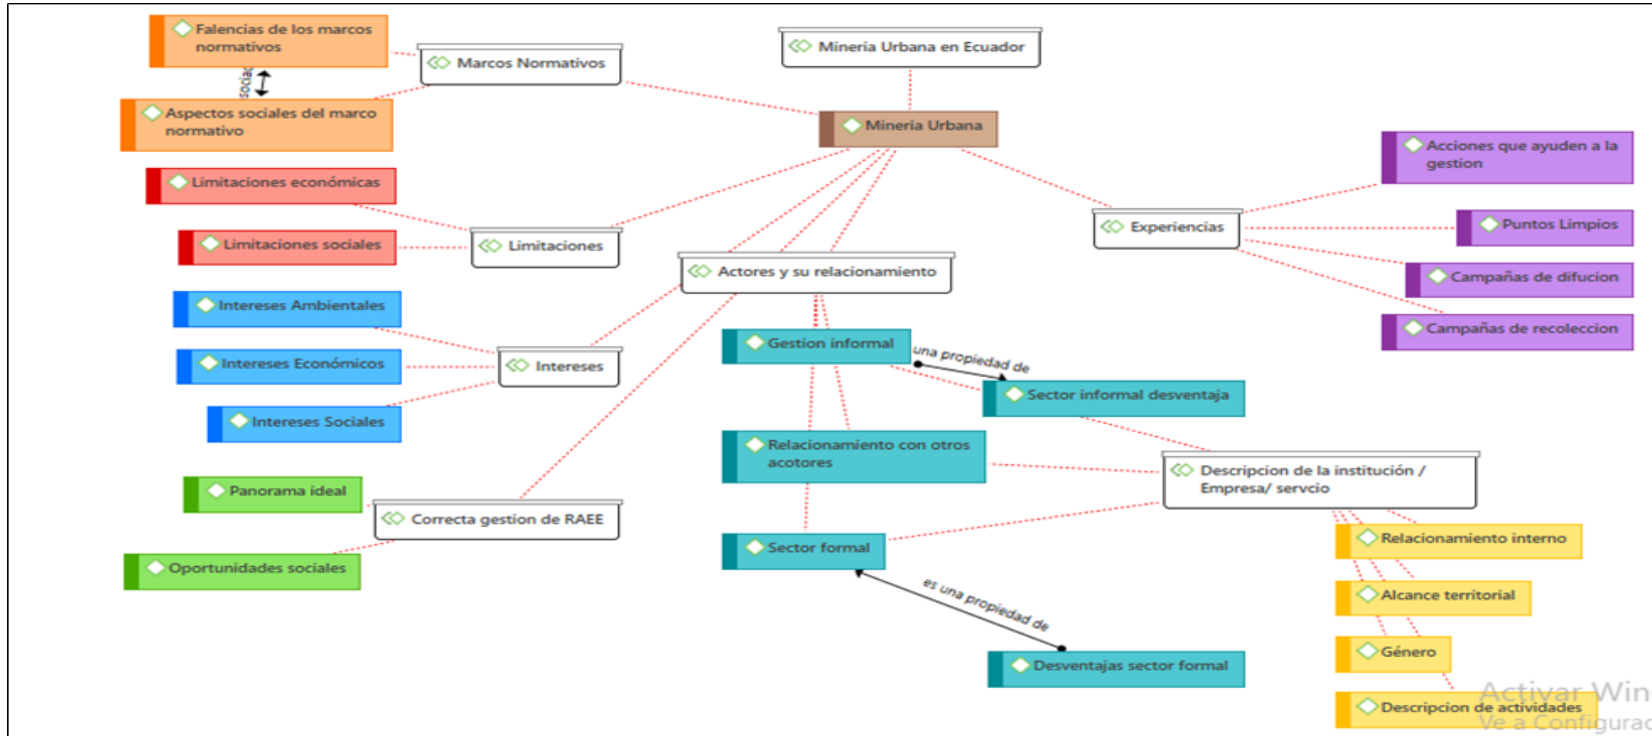 Falencias de los marcos
normativos
Marcos Normativos
Mineria Urbana en Ecuador
Aspectos sociales del marco
normativo
Minería Urbana
Acciones que ayuden a la
gestion
Limitaciones económicas
Limitaciones sociales
Limitaciones
Actores y su relacionamiento
Experiencias
Puntos Limpios
Campañas de difucion
Campañas de recoleccion
Intereses Ambientales
Intereses Económicos
Intereses
Intereses Sociales
Gestion informal
una propiedad de
Sector informal desventaja
Relacionamiento con otros
acotores
Descripcion de la institución /
Empresa/ servcio
Panorama ideal
Correcta gestion de RAEE
Oportunidades sociales
Sector formal
es una propiedad de
Desventajas sector formal
Relacionamiento interno
Alcance territorial
Género
Descripcion de actividades
Activar Win
Ve a Configurac